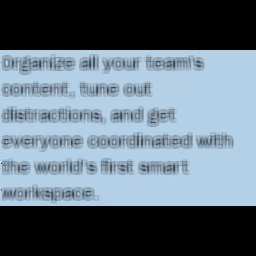 Organize all your team's
content, tune out
distractions, and get
everyone coordinated with
the world's first smart
workspace.